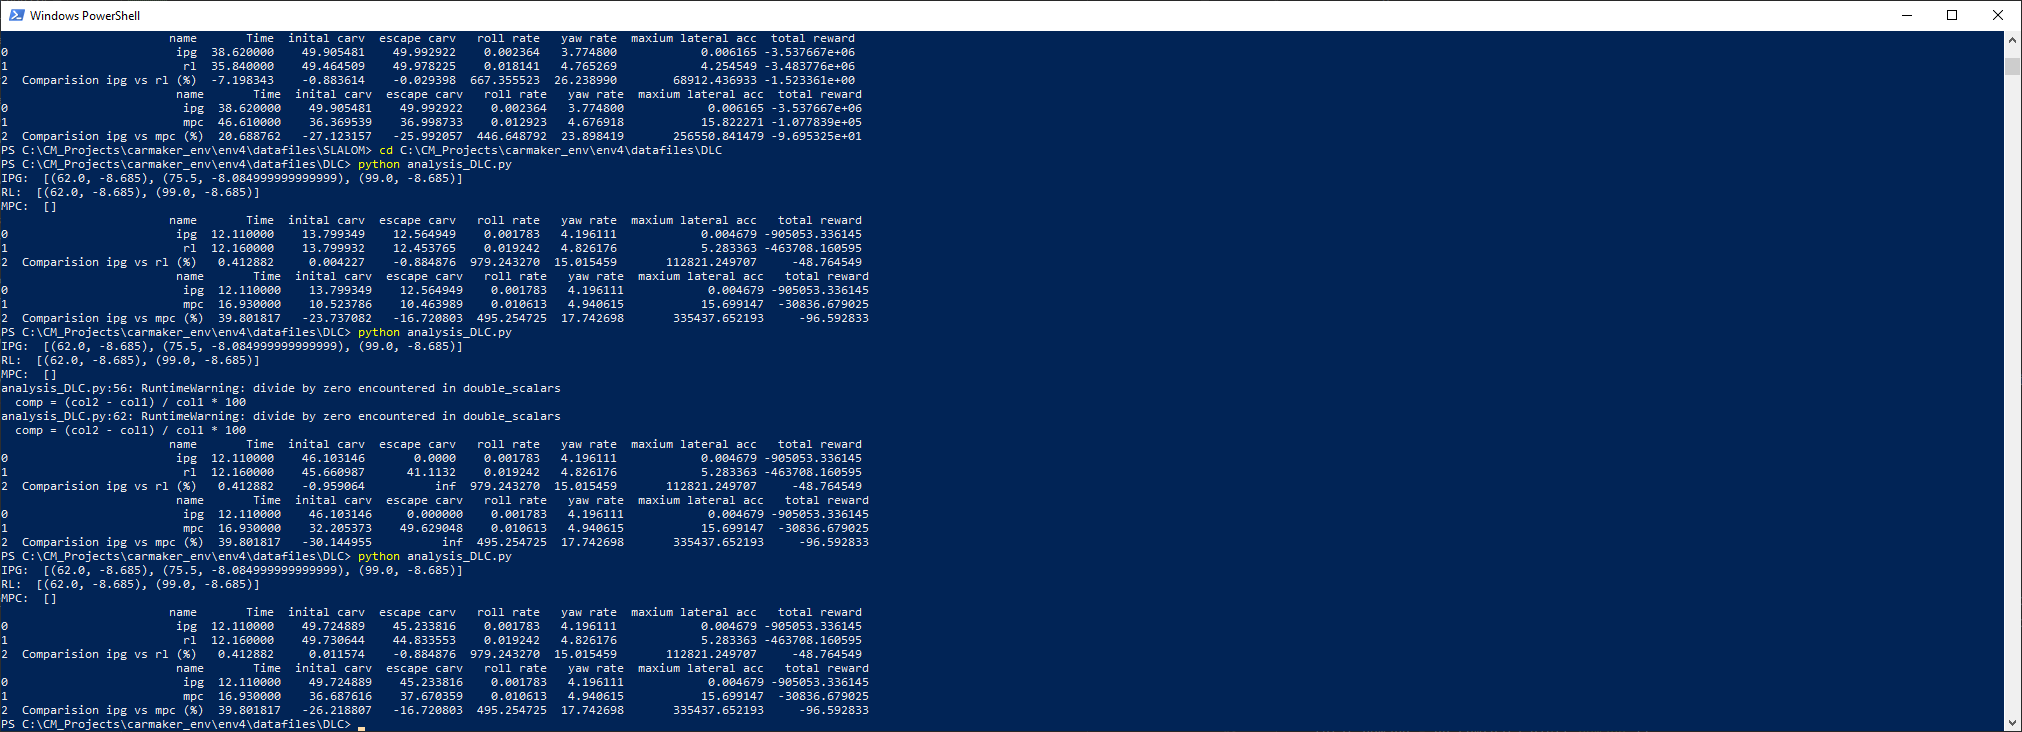 Windows PowerShell
name Time inital carv escape carv roll rate yaw rate maxium lateral acc total reward
0 ipg 38.620000 49.905481 49.992922 0.002364 3.774800 0.006165 -3.537667e+06
1 rl 35.840000 49.464509 49.978225 0.018141 4.765269 4.254549 -3.483776e+06
2 Comparision ipg vs rl (%) -7.198343 -0.883614 -0.029398 667.355523 26.238990 68912.436933 -1.523361e+00
name Time inital carv escape carv roll rate yaw rate maxium lateral acc total reward
0 ipg 38.620000 49.905481 49.992922 0.002364 3.774800 0.006165 -3.537667e+06
1 mpc 46.610000 36.369539 36.998733 0.012923 4.676918 15.822271 -1.077839e+05
2 Comparision ipg vs mpc (%) 20.688762 -27.123157 -25.992057 446.648792 23.898419 256550.841479 -9.695325e+01
PS C:\CM_Projects\carmaker_env\env4\datafiles\SLALOM> cd C:\CM_Projects\carmaker_env\env4\datafiles\DLC
PS C:\CM_Projects\carmaker_env\env4\datafiles\DLC> python analysis_DLC.py
IPG: [(62.0, -8.685), (75.5, -8.084999999999999), (99.0, -8.685)]
RL: [(62.0, -8.685), (99.0, -8.685)]
MPC: []
name Time inital carv escape carv roll rate yaw rate maxium lateral acc total reward
0 ipg 12.110000 13.799349 12.564949 0.001783 4.196111 0.004679 -905053.336145
1 rl 12.160000 13.799932 12.453765 0.019242 4.826176 5.283363 -463708.160595
2 Comparision ipg vs rl (%) 0.412882 0.004227 -0.884876 979.243270 15.015459 112821.249707 -48.764549
name Time inital carv escape carv roll rate yaw rate maxium lateral acc total reward
0 ipg 12.110000 13.799349 12.564949 0.001783 4.196111 0.004679 -905053.336145
1 mpc 16.930000 10.523786 10.463989 0.010613 4.940615 15.699147 -30836.679025
2 Comparision ipg vs mpc (%) 39.801817 -23.737082 -16.720803 495.254725 17.742698 335437.652193 -96.592833
PS C:\CM_Projects\carmaker_env\env4\datafiles\DLC> python analysis_DLC.py
IPG: [(62.0, -8.685), (75.5, -8.084999999999999), (99.0, -8.685)]
RL: [(62.0, -8.685), (99.0, -8.685)]
MPC: []
analysis_DLC.py:56: RuntimeWarning: divide by zero encountered in double_scalars
comp = (col2 - col1) / col1 * 100
analysis_DLC.py:62: RuntimeWarning: divide by zero encountered in double_scalars
comp = (col2 - col1) / col1 * 100
name Time inital carv escape carv roll rate yaw rate maxium lateral acc total reward
0 ipg 12.110000 46.103146 0.0000 0.001783 4.196111 0.004679 -905053.336145
1 rl 12.160000 45.660987 41.1132 0.019242 4.826176 5.283363 -463708.160595
2 Comparision ipg vs rl (%) 0.412882 -0.959064 inf 979.243270 15.015459 112821.249707 -48.764549
name Time inital carv escape carv roll rate yaw rate maxium lateral acc total reward
0 ipg 12.110000 46.103146 0.000000 0.001783 4.196111 0.004679 -905053.336145
1 mpc 16.930000 32.205373 49.629048 0.010613 4.940615 15.699147 -30836.679025
2 Comparision ipg vs mpc (%) 39.801817 -30.144955 inf 495.254725 17.742698 335437.652193 -96.592833
PS C:\CM_Projects\carmaker_env\env4\datafiles\DLC> python analysis_DLC.py
IPG: [(62.0, -8.685), (75.5, -8.084999999999999), (99.0, -8.685)]
RL: [(62.0, -8.685), (99.0, -8.685)]
MPC: []
name Time inital carv escape carv roll rate yaw rate maxium lateral acc total reward
0 ipg 12.110000 49.724889 45.233816 0.001783 4.196111 0.004679 -905053.336145
1 rl 12.160000 49.730644 44.833553 0.019242 4.826176 5.283363 -463708.160595
2 Comparision ipg vs rl (%) 0.412882 0.011574 -0.884876 979.243270 15.015459 112821.249707 -48.764549
name Time inital carv escape carv roll rate yaw rate maxium lateral acc total reward
0 ipg 12.110000 49.724889 45.233816 0.001783 4.196111 0.004679 -905053.336145
1 mpc 16.930000 36.687616 37.670359 0.010613 4.940615 15.699147 -30836.679025
2 Comparision ipg vs mpc (%) 39.801817 -26.218807 -16.720803 495.254725 17.742698 335437.652193 -96.592833
PS C:\CM_Projects\carmaker_env\env4\datafiles\DLC>